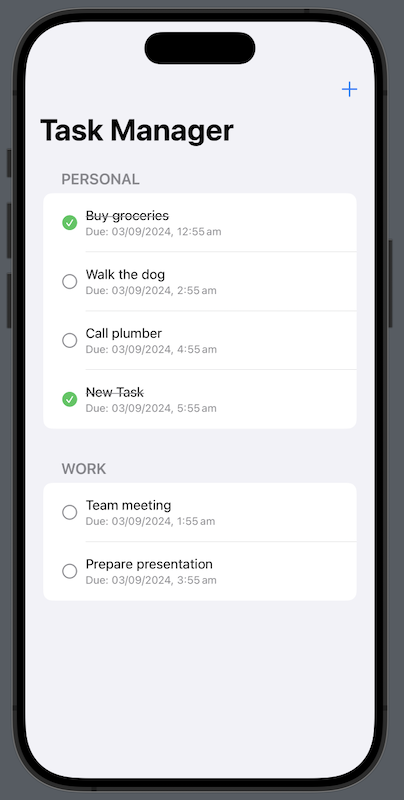 Task Manager
PERSONAL
Buy groceries
Due: 03/09/2024, 12:55 am
Walk the dog
Due: 03/09/2024, 2:55 am
Call plumber
Due: 03/09/2024, 4:55 am
New Task
Due: 03/09/2024, 5:55 am
WORK
Team meeting
Due: 03/09/2024, 1:55 am
Prepare presentation
Due: 03/09/2024, 3:55 am